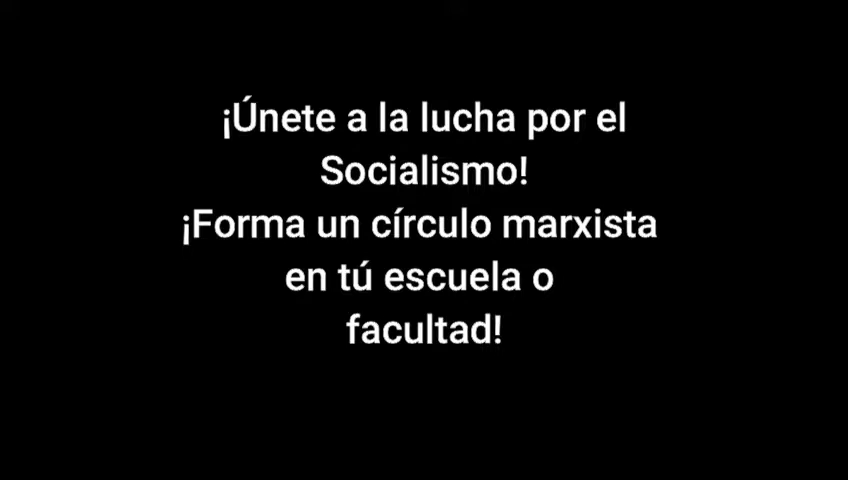 ¡Únete a la lucha por el
Socialismo!
¡Forma un círculo marxista
en tú escuela o
facultad!